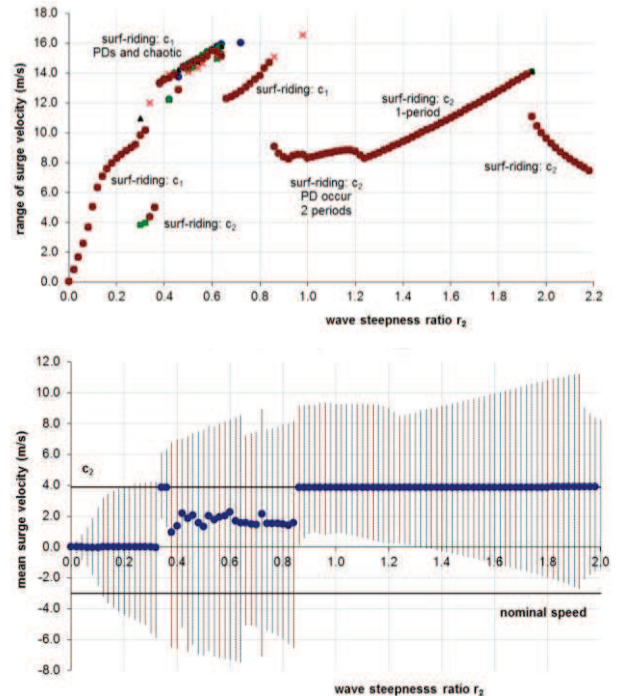 18.0
16.0
14.0
12.0
10.0
8.0
6.0
4.0
2.0
0.0
range of surge velocity (m/s)
surf-riding: c1
PDs and chaotic
surf-riding: c1
surf-riding: c1
surf-riding: c2
surf-riding: c2
1-period
surf-riding: c2
PD occur
2 periods
surf-riding: c2
0.0 0.2 0.4 0.6 0.8 1.0 1.2 1.4 1.6 1.8 2.0 2.2
wave steepness ratio r2
12.0
10.0
8.0
6.0
4.0
2.0
0.0
-2.0
-4.0
-6.0
-8.0
mean surge velocity (m/s)
c2
0.0 0.2 0.4 0.6 0.8 1.0 1.2 1.4 1.6 1.8 2.0
nominal speed
wave steepnesss ratio r2